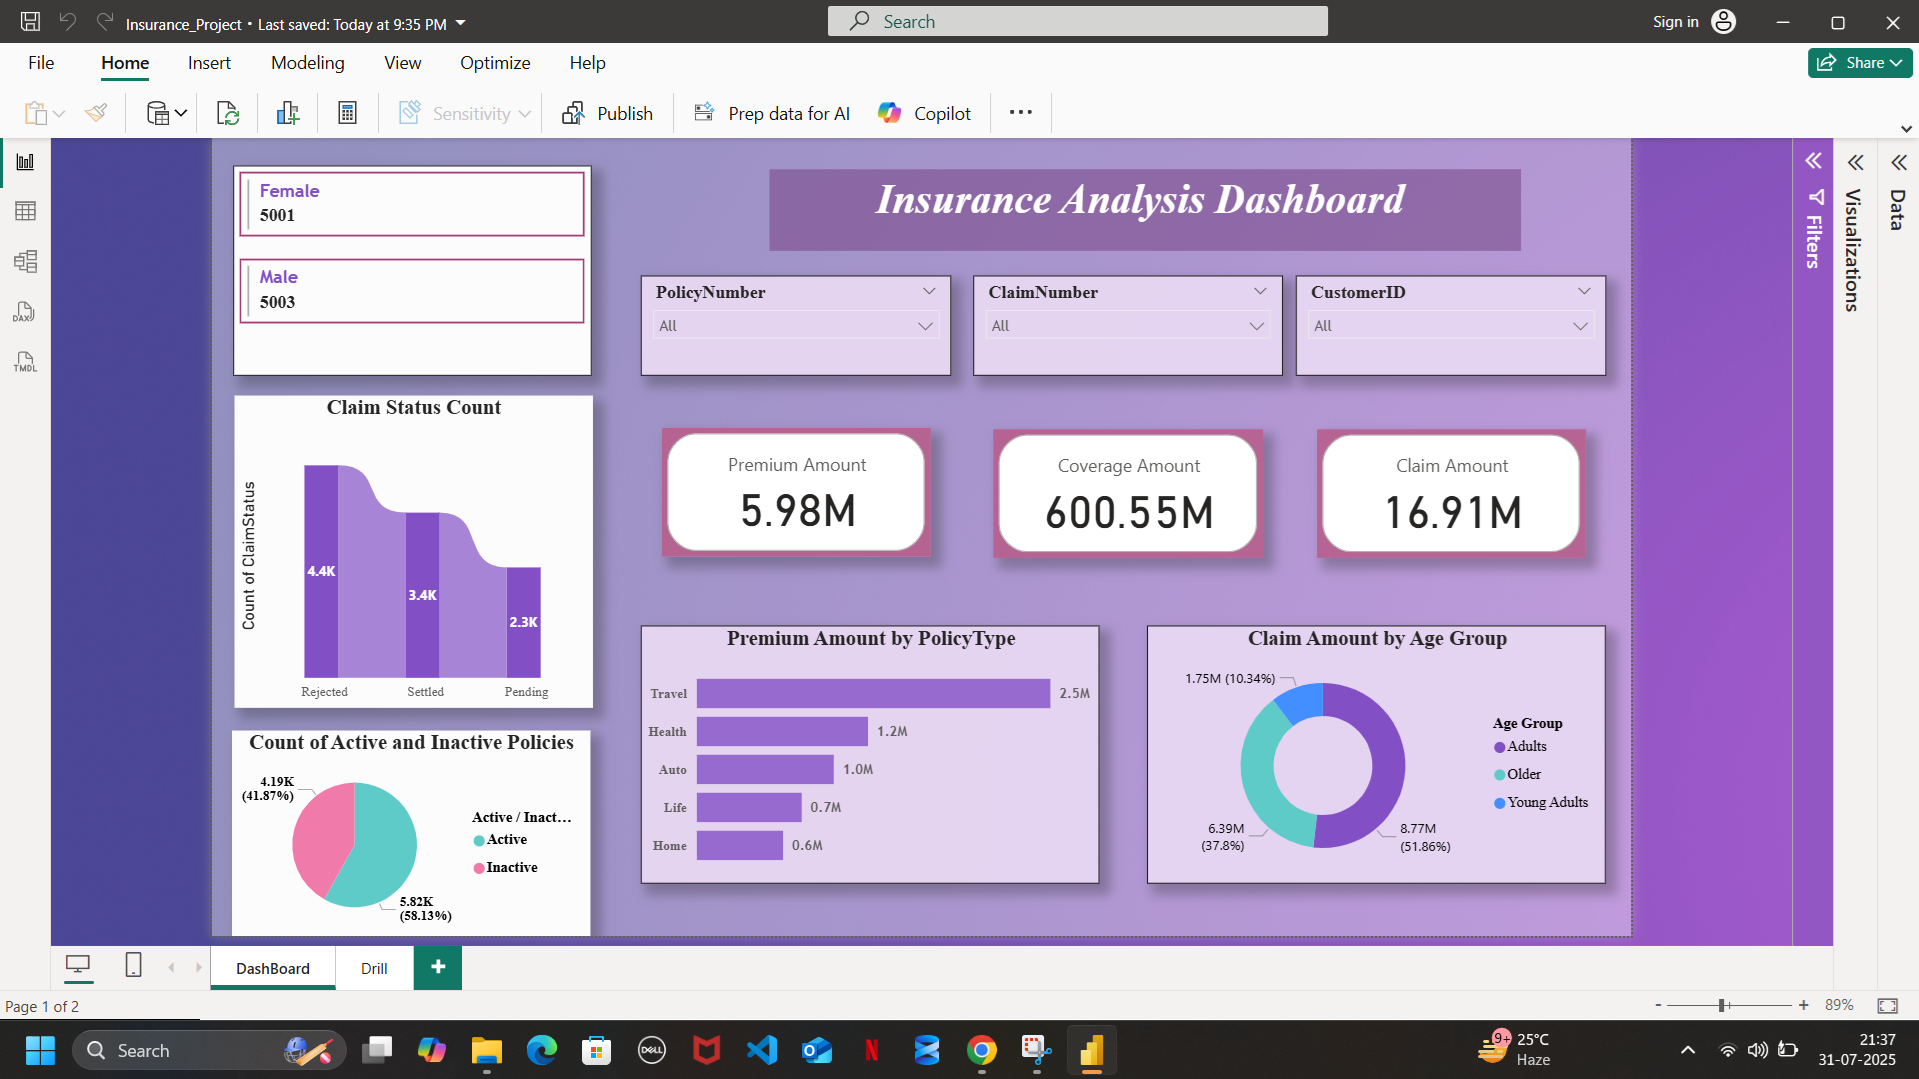 Insurance_Project • Last saved: Today at 9:35 PM
Search
Sign in
File
Home
Insert
Modeling
View
Optimize
Help
Share
Sensitivity
Publish
Prep data for AI
Copilot
DAX
TMDL
Female
5001
Male
5003
Insurance Analysis Dashboard
PolicyNumber
All
ClaimNumber
All
CustomerID
All
Claim Status Count
Count of ClaimStatus
4.4K
3.4K
2.3K
Rejected
Settled
Pending
Premium Amount
5.98M
Coverage Amount
600.55M
Claim Amount
16.91M
Count of Active and Inactive Policies
4.19K
(41.87%)
5.82K
(58.13%)
Active / Inact...
Active
Inactive
Premium Amount by PolicyType
Travel 2.5M
Health 1.2M
Auto 1.0M
Life 0.7M
Home 0.6M
Claim Amount by Age Group
1.75M (10.34%)
6.39M
(37.8%)
8.77M
(51.86%)
Age Group
Adults
Older
Young Adults
Filters
Visualizations
Data
DashBoard
Drill
+
Page 1 of 2
- + 89%
Search
DELL
N
9+
25°C
Haze
21:37
31-07-2025